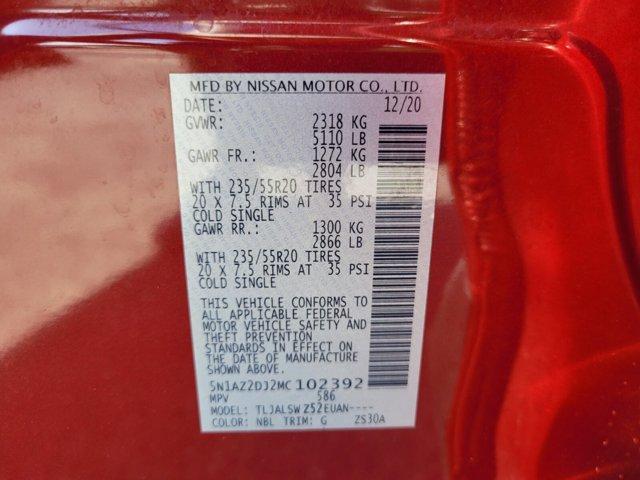 MFD BY NISSAN MOTOR CO., LTD.
DATE: 12/20
GVWR: 2318 KG
5110 LB
GAWR FR.: 1272 KG
2804 LB
WITH 235/55R20 TIRES
20 X 7.5 RIMS AT 35 PSI
COLD SINGLE
GAWR RR.: 1300 KG
2866 LB
WITH 235/55R20 TIRES
20 X 7.5 RIMS AT 35 PSI
COLD SINGLE
THIS VEHICLE CONFORMS TO
ALL APPLICABLE FEDERAL
MOTOR VEHICLE SAFETY AND
THEFT PREVENTION
STANDARDS IN EFFECT ON
THE DATE OF MANUFACTURE
SHOWN ABOVE.
5N1AZ2DJ2MC102392
MPV 586
MODEL: TLJALSWZ52EUAN----
COLOR: NBL TRIM: G ZS30A